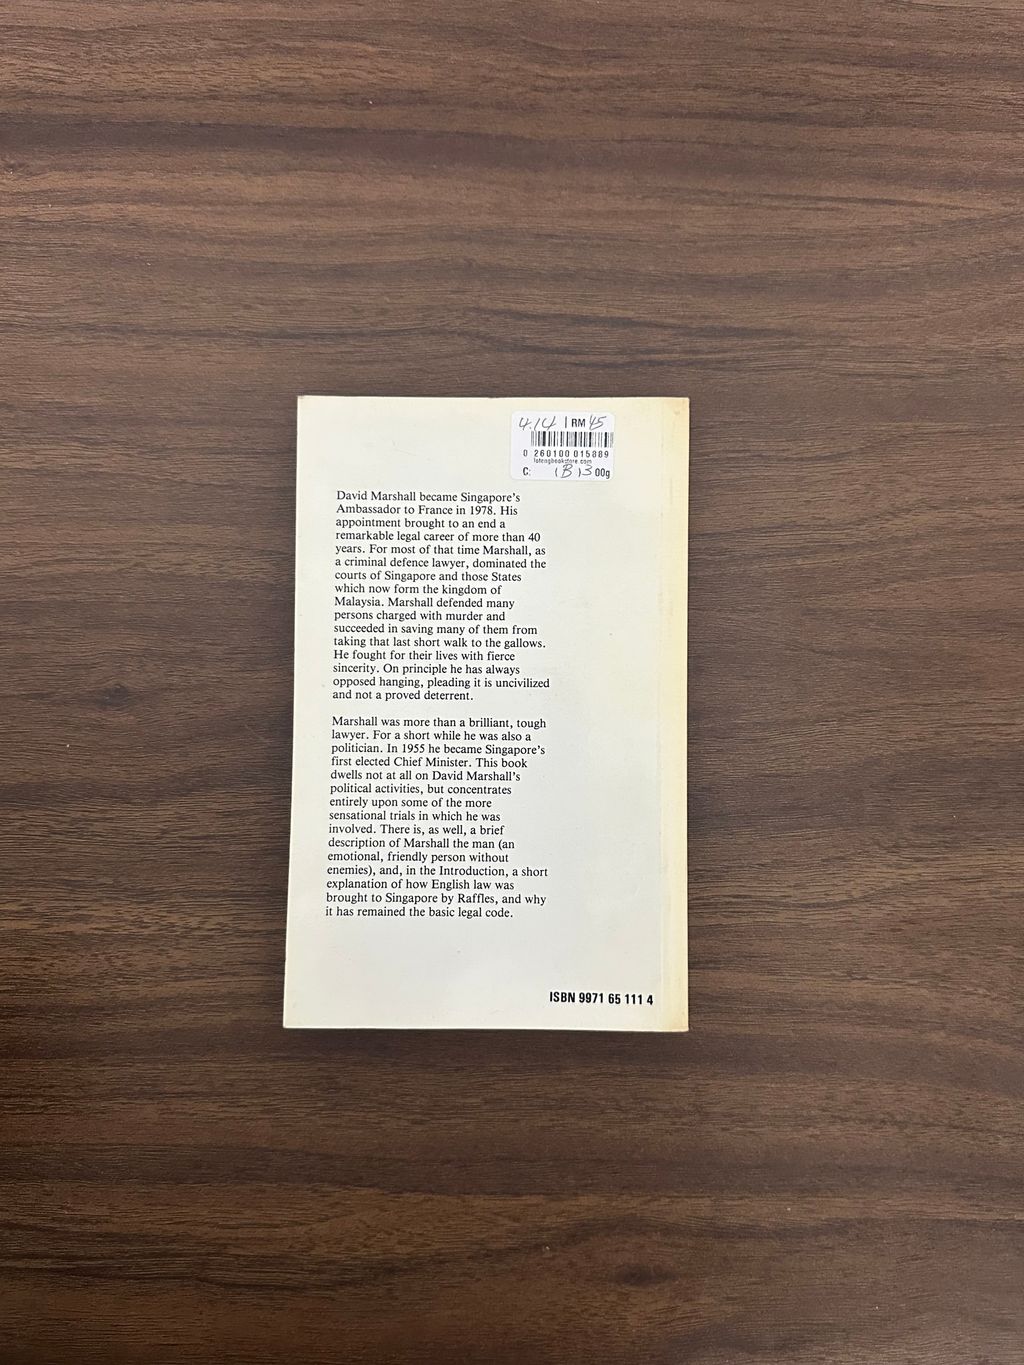 4.14 | RM 45
0 260100 015889
lotengbookstore.com
C: (B) 300g
David Marshall became Singapore's
Ambassador to France in 1978. His
appointment brought to an end a
remarkable legal career of more than 40
years. For most of that time Marshall, as
a criminal defence lawyer, dominated the
courts of Singapore and those States
which now form the kingdom of
Malaysia. Marshall defended many
persons charged with murder and
succeeded in saving many of them from
taking that last short walk to the gallows.
He fought for their lives with fierce
sincerity. On principle he has always
opposed hanging, pleading it is uncivilized
and not a proved deterrent.
Marshall was more than a brilliant, tough
lawyer. For a short while he was also a
politician. In 1955 he became Singapore's
first elected Chief Minister. This book
dwells not at all on David Marshall's
political activities, but concentrates
entirely upon some of the more
sensational trials in which he was
involved. There is, as well, a brief
description of Marshall the man (an
emotional, friendly person without
enemies), and, in the Introduction, a short
explanation of how English law was
brought to Singapore by Raffles, and why
it has remained the basic legal code.
ISBN 9971 65 111 4